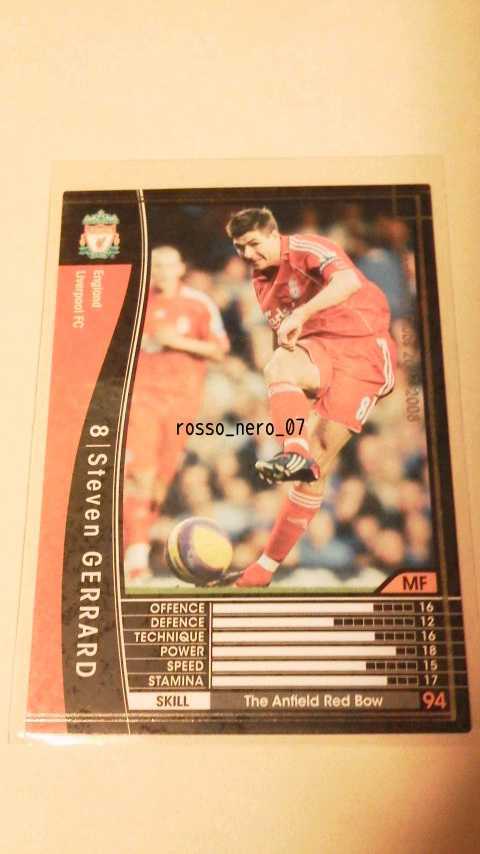 England
Liverpool FC
8 | Steven GERRARD
rosso_nero_07
8
MF
OFFENCE 16
DEFENCE 12
TECHNIQUE 16
POWER 18
SPEED 15
STAMINA 17
SKILL The Anfield Red Bow 94